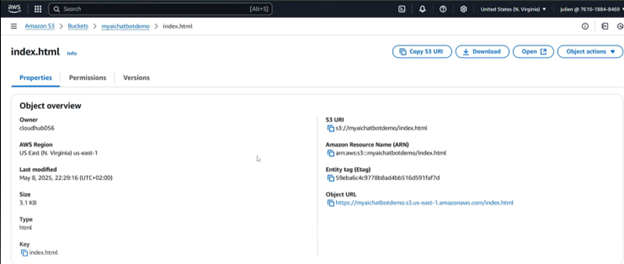 aws Search [Alt+S] United States (N. Virginia) julien @ 7610-1884-8469
Amazon S3 > Buckets > myaichatbotdemo > index.html
index.html Info
Copy S3 URI Download Open Object actions
Properties Permissions Versions
Object overview
Owner
cloudhub056
AWS Region
US East (N. Virginia) us-east-1
Last modified
May 8, 2025, 22:29:16 (UTC+02:00)
Size
3.1 KB
Type
html
Key
index.html
S3 URI
s3://myaichatbotdemo/index.html
Amazon Resource Name (ARN)
arn:aws:s3:::myaichatbotdemo/index.html
Entity tag (Etag)
59eba6c4c9778b8ad4bb516d591faf7d
Object URL
https://myaichatbotdemo.s3.us-east-1.amazonaws.com/index.html